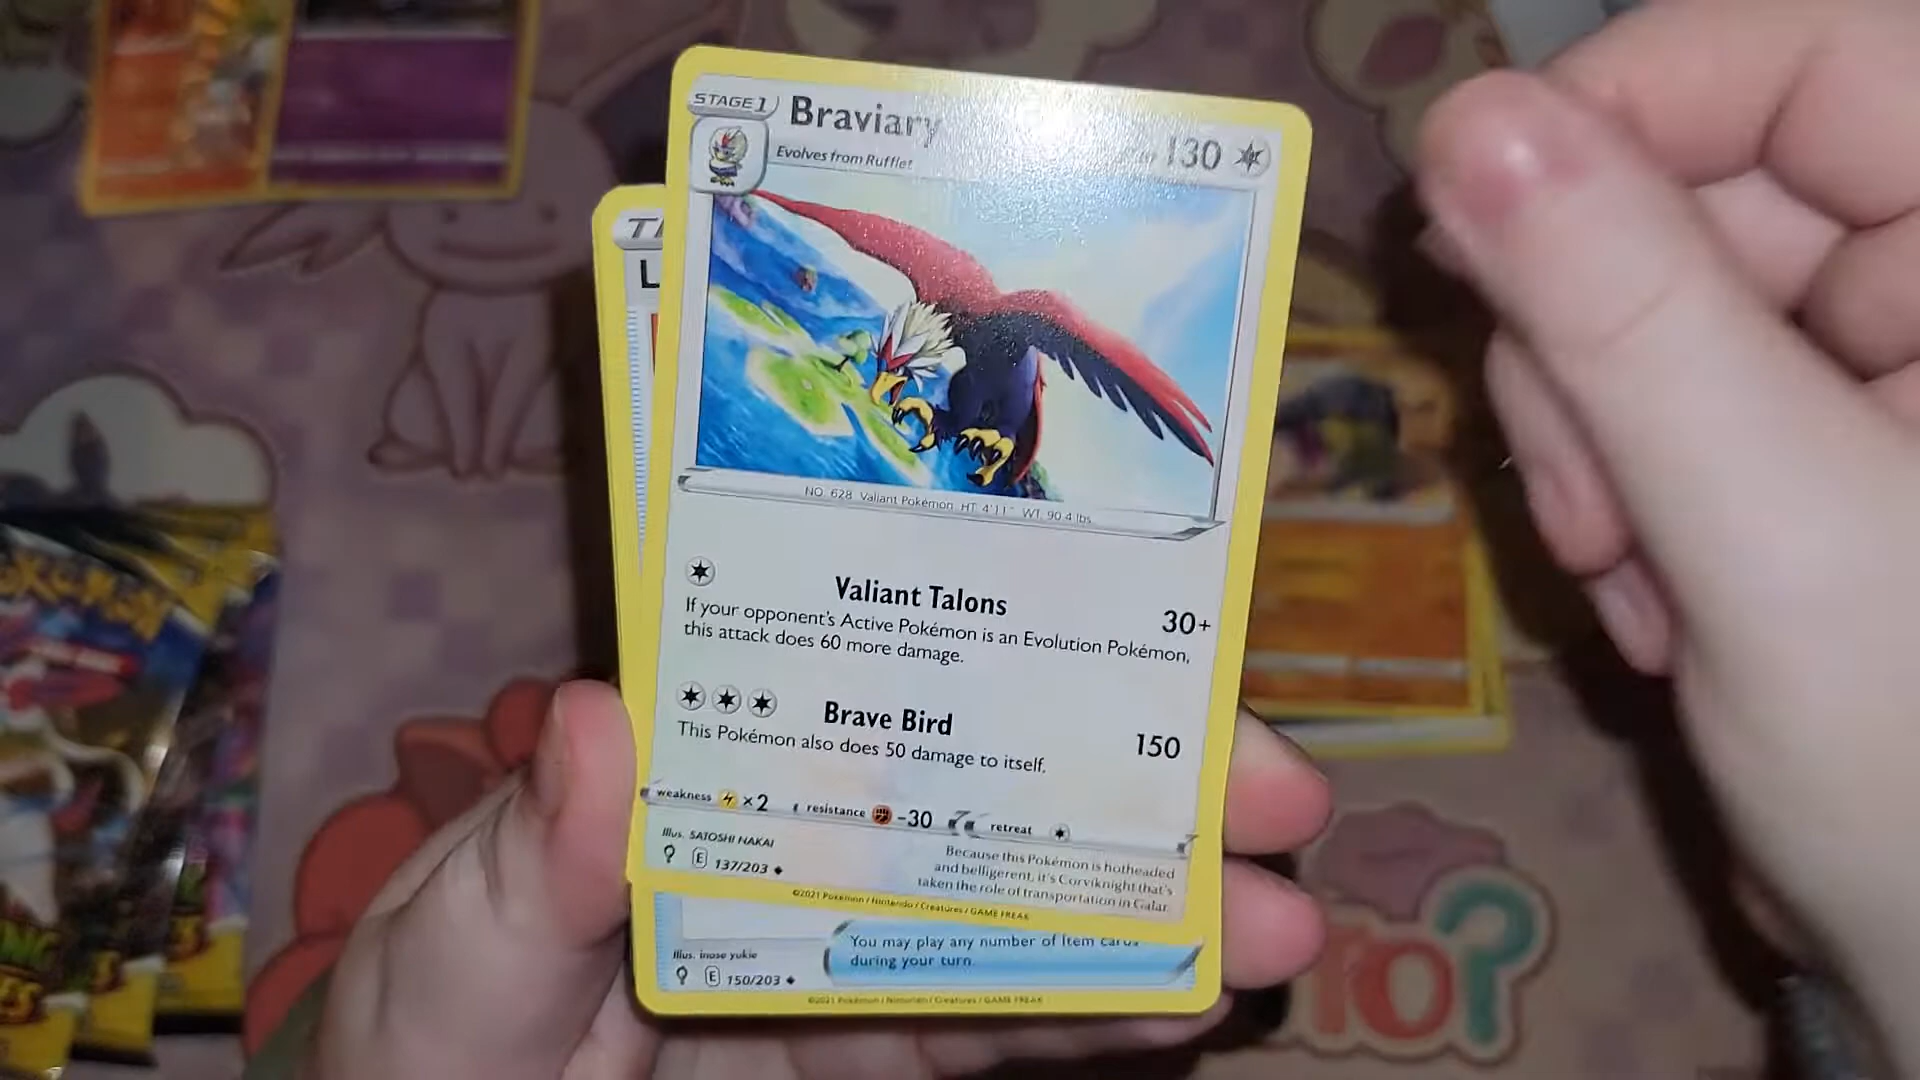 STAGE 1
Braviary
130
Evolves from Rufflet
NO. 628 Valiant Pokémon HT: 4'11" WT: 90.4 lbs.
Valiant Talons
30+
If your opponent's Active Pokémon is an Evolution Pokémon,
this attack does 60 more damage.
Brave Bird
150
This Pokémon also does 50 damage to itself.
weakness ×2 resistance -30 retreat
Illus. SATOSHI NAKAI
E 137/203
Because this Pokémon is hotheaded
and belligerent, it's Corviknight that's
taken the role of transportation in Galar.
©2021 Pokémon / Nintendo / Creatures / GAME FREAK
You may play any number of Item cards
during your turn.
Illus. inose yukie
E 150/203
©2021 Pokémon / Nintendo / Creatures / GAME FREAK